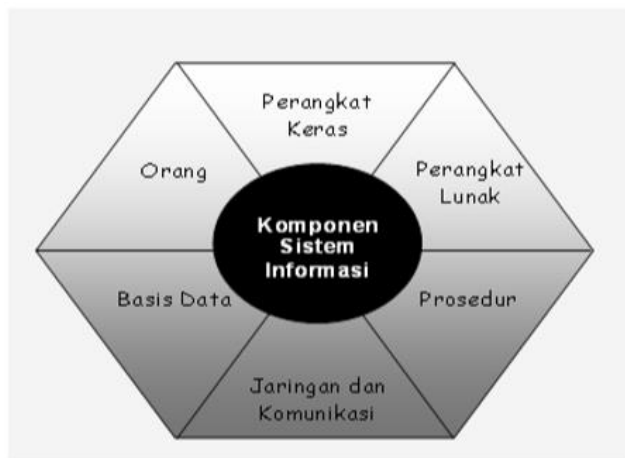 Perangkat
Keras
Orang
Perangkat
Lunak
Komponen
Sistem
Informasi
Basis Data
Prosedur
Jaringan dan
Komunikasi